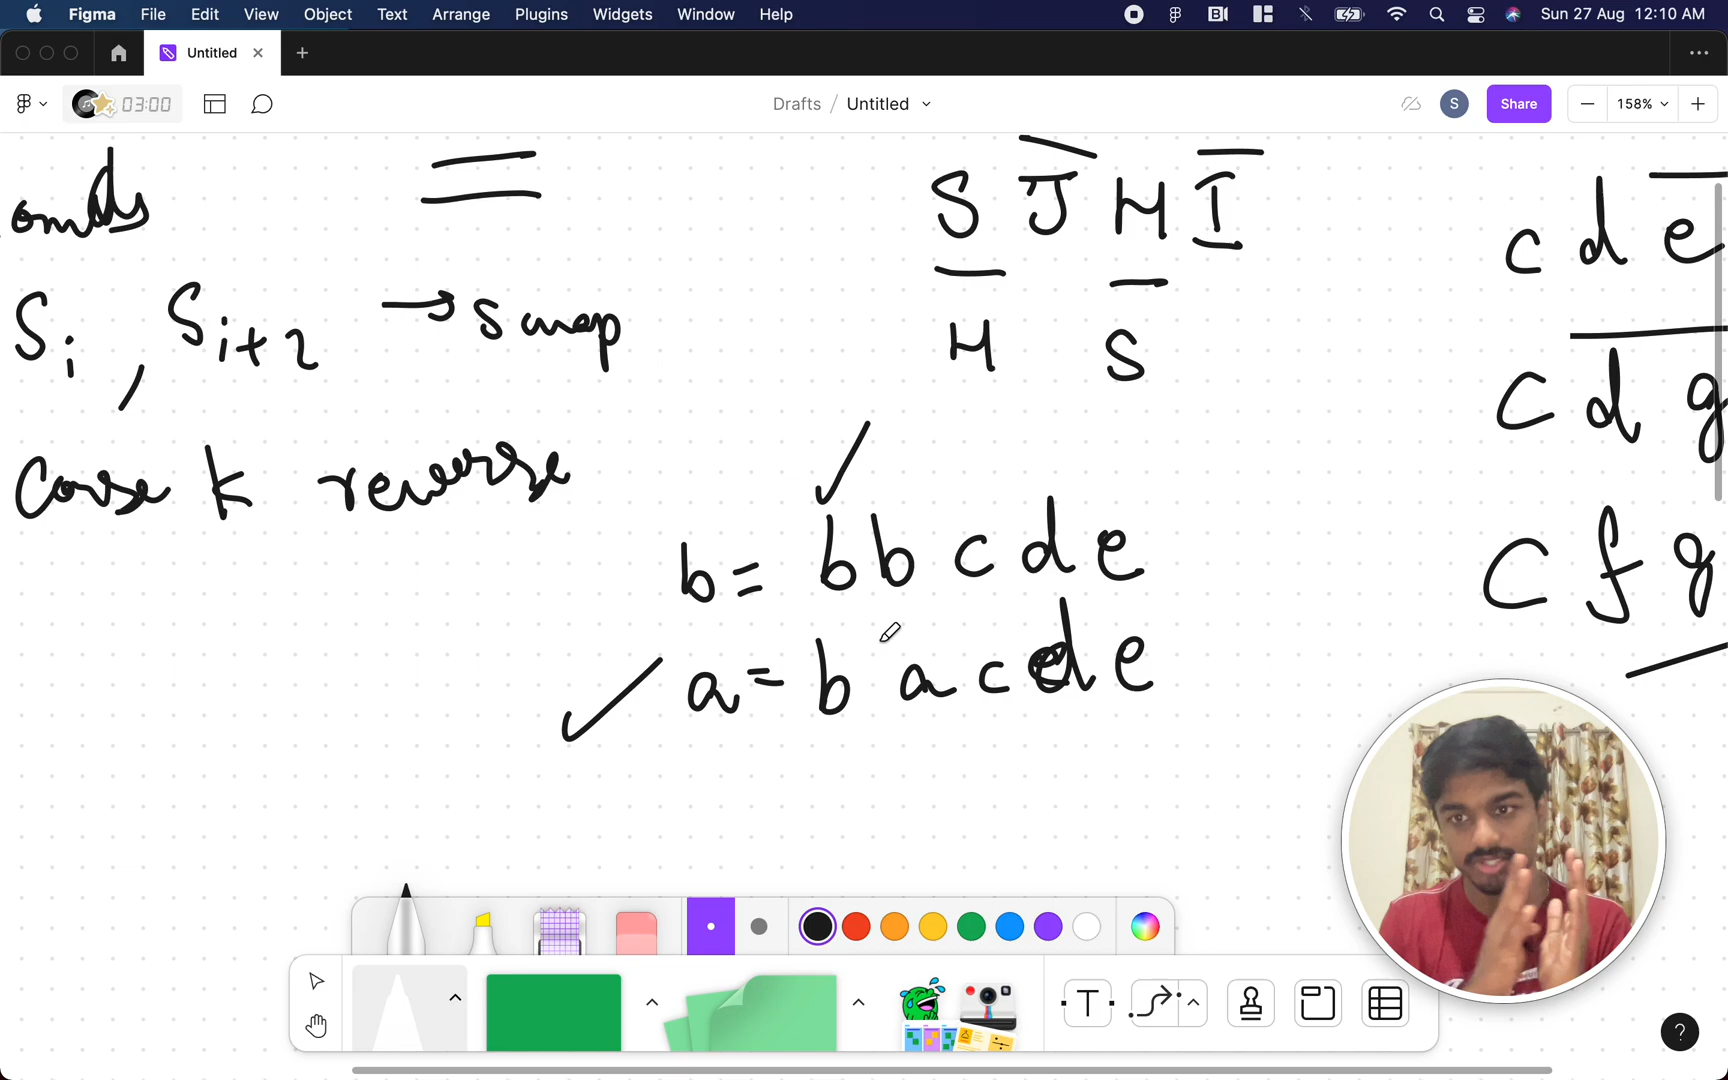 Figma File Edit View Object Text Arrange Plugins Widgets Window Help Sun 27 Aug 12:10 AM
Untitled
03:00 Drafts / Untitled S Share 158%
S J H I
c d e
Si , Si+2 → swap
H S
C d g
reverse
b = b b c d e
C f g
a = b a c d e
T
?